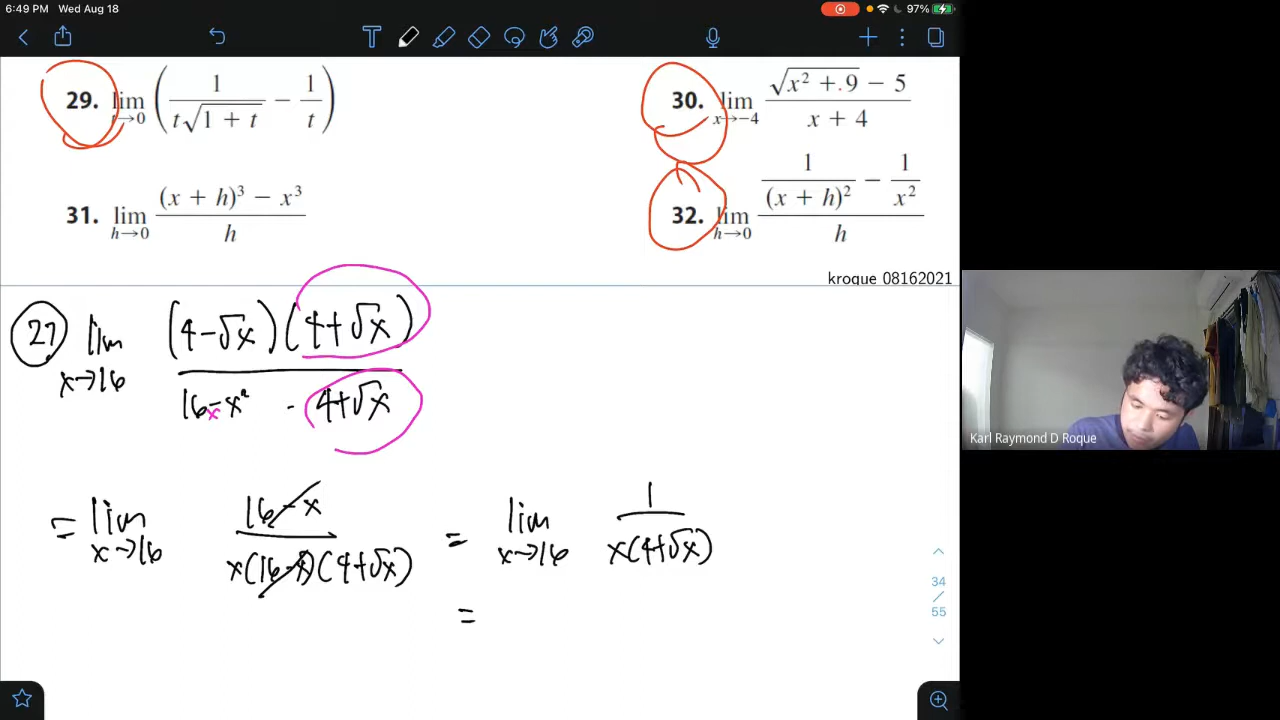 6:49 PM Wed Aug 18
97%
29. lim t→0 ( 1 / t√1 + t − 1 / t )
30. lim x→−4 √x² +.9 − 5 / x + 4
31. lim h→0 (x + h)³ − x³ / h
32. lim h→0 1 / (x + h)² − 1 / x² / h
kroque 08162021
27 lim x→16 (4−√x)(4+√x) / 16x−x² · 4+√x
= lim x→16 16−x / x(16−x)(4+√x) = lim x→16 1 / x(4+√x)
=
34
/
55
Karl Raymond D Roque